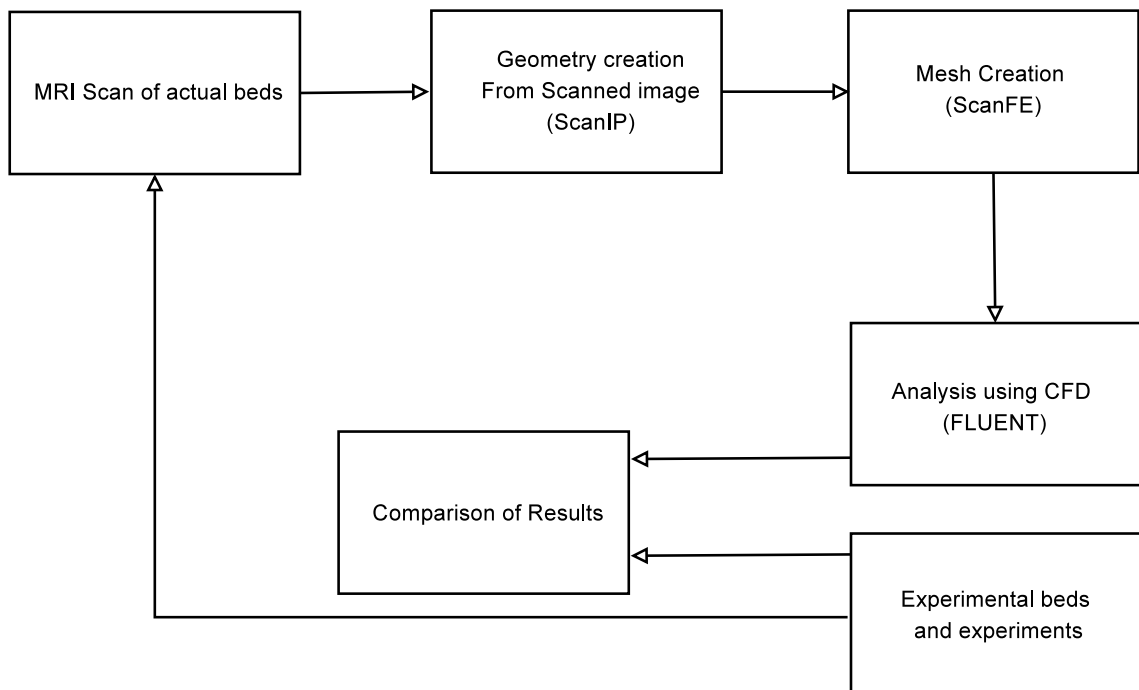 MRI Scan of actual beds
Geometry creation
From Scanned image
(ScanIP)
Mesh Creation
(ScanFE)
Analysis using CFD
(FLUENT)
Comparison of Results
Experimental beds
and experiments